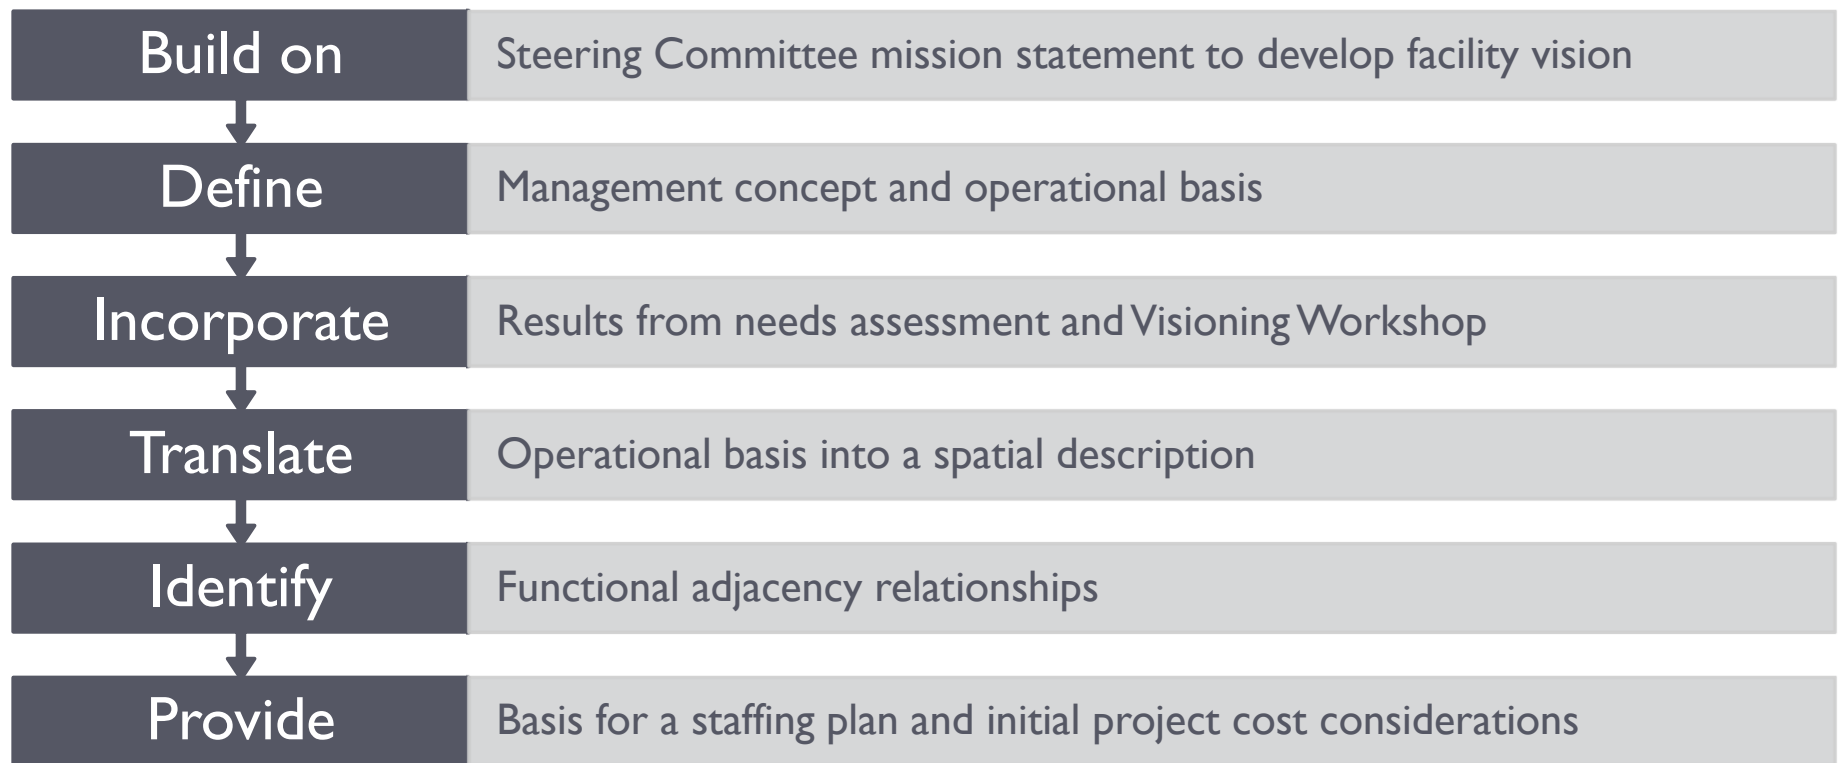 Build on
Steering Committee mission statement to develop facility vision
Define
Management concept and operational basis
Incorporate
Results from needs assessment and Visioning Workshop
Translate
Operational basis into a spatial description
Identify
Functional adjacency relationships
Provide
Basis for a staffing plan and initial project cost considerations